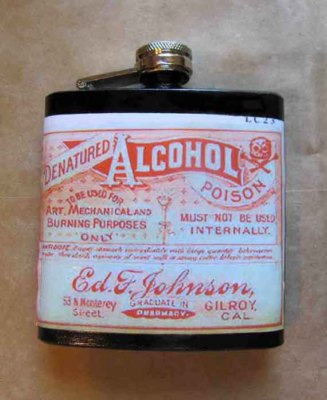 LC23
DENATURED ALCOHOL
POISON
TO BE USED FOR
ART, MECHANICAL AND
BURNING PURPOSES
ONLY
MUST NOT BE USED
INTERNALLY.
ANTIDOTE
Ed. F. Johnson,
53 N Monterey
Street.
GRADUATE IN
PHARMACY.
GILROY,
CAL.